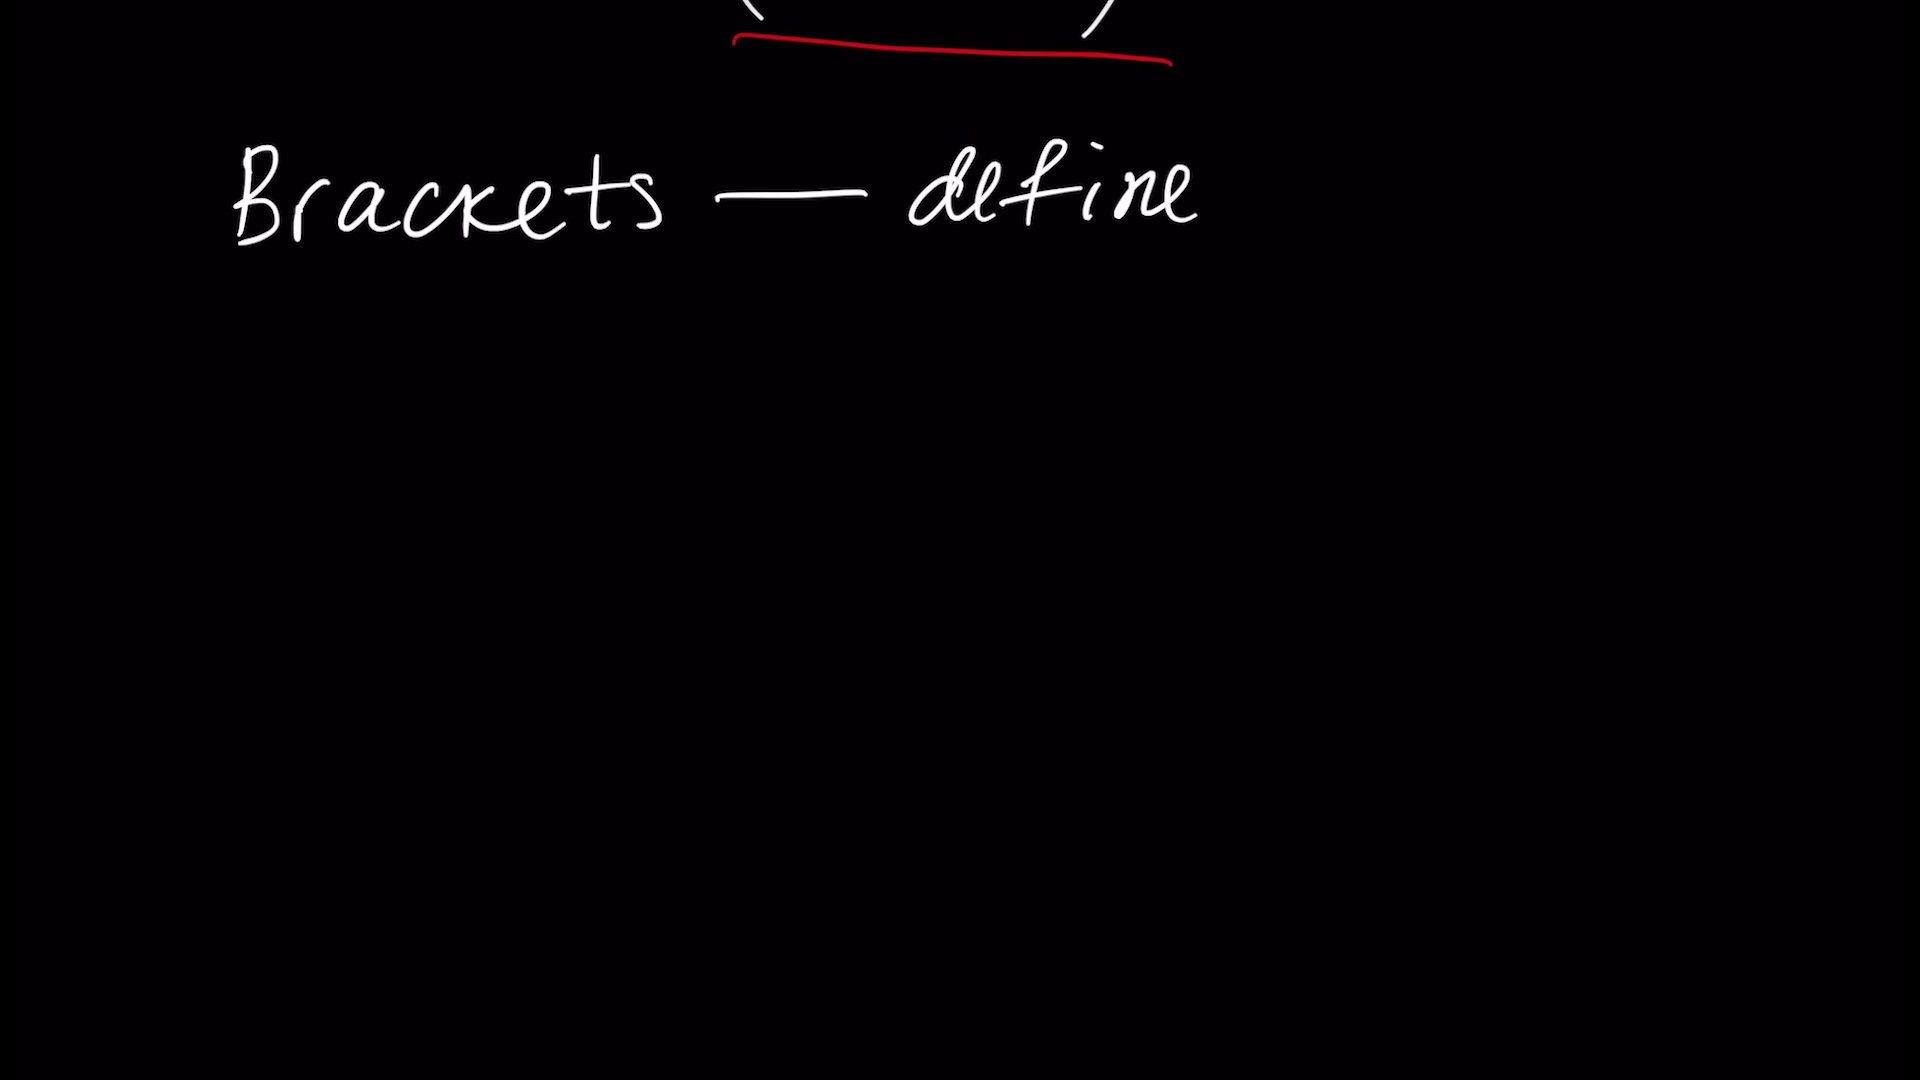 ( )
Brackets — define